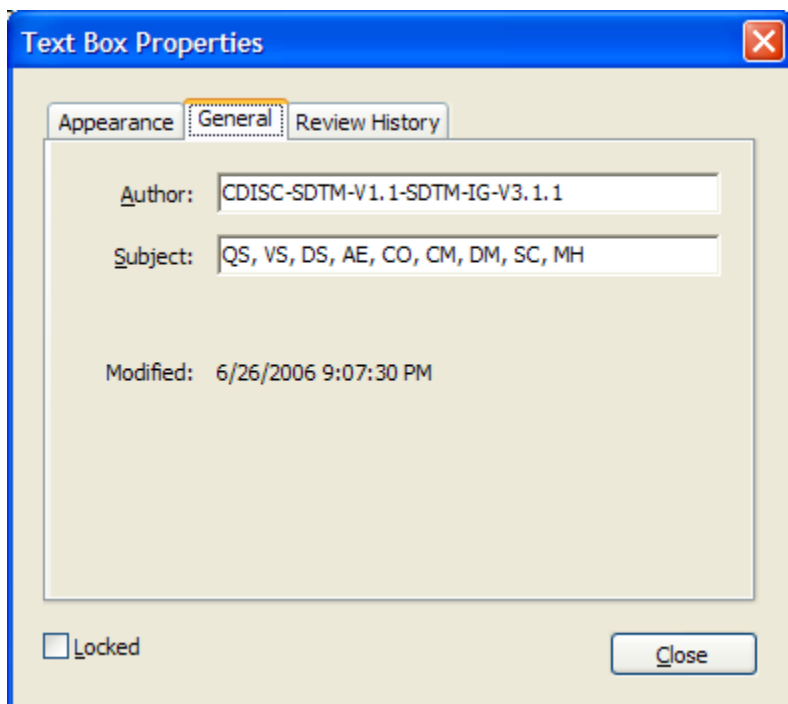 Text Box Properties
Appearance General Review History
Author: CDISC-SDTM-V1.1-SDTM-IG-V3.1.1
Subject: QS, VS, DS, AE, CO, CM, DM, SC, MH
Modified: 6/26/2006 9:07:30 PM
Locked Close